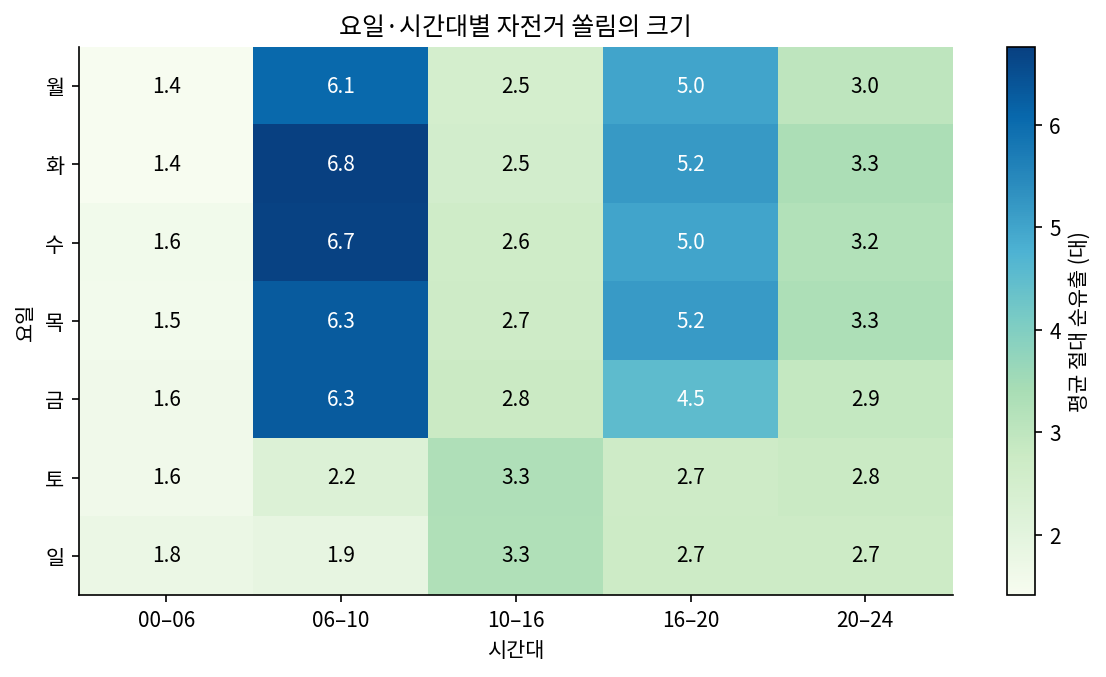 요일·시간대별 자전거 쏠림의 크기
월 1.4 6.1 2.5 5.0 3.0
화 1.4 6.8 2.5 5.2 3.3
수 1.6 6.7 2.6 5.0 3.2
목 1.5 6.3 2.7 5.2 3.3
금 1.6 6.3 2.8 4.5 2.9
토 1.6 2.2 3.3 2.7 2.8
일 1.8 1.9 3.3 2.7 2.7
00–06 06–10 10–16 16–20 20–24
시간대
요일
6
5
4
3
2
평균 절대 순유출 (대)